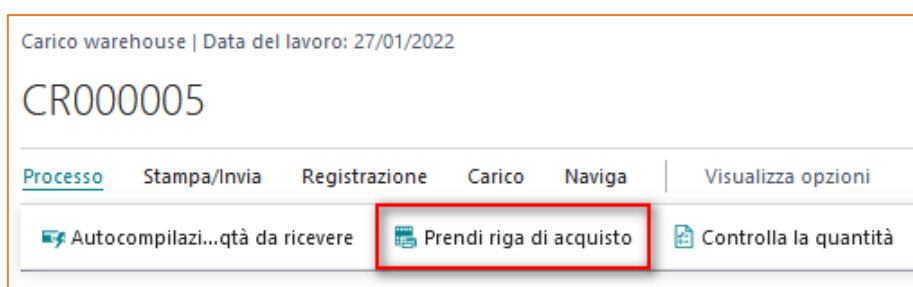 Carico warehouse | Data del lavoro: 27/01/2022
CR000005
Processo Stampa/Invia Registrazione Carico Naviga Visualizza opzioni
Autocompilazi...qtà da ricevere Prendi riga di acquisto Controlla la quantità